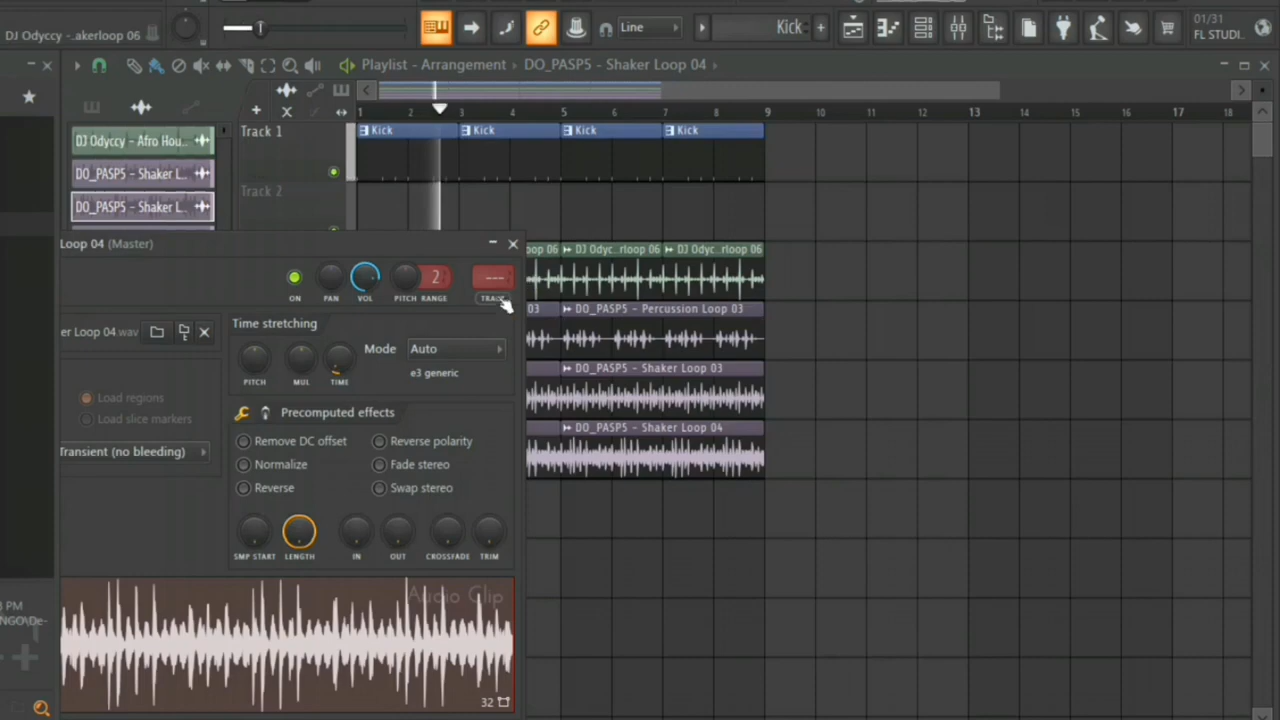 DJ Odyccy -..akerloop 06
Line
Kick
01/31
FL STUDI..
Playlist - Arrangement ▸ DO_PASP5 - Shaker Loop 04
1 2 3 4 5 6 7 8 9 10 11 12 13 14 15 16 17 18
DJ Odyccy - Afro Hou..
DO_PASP5 - Shaker L..
DO_PASP5 - Shaker L..
Track 1
Kick
Kick
Kick
Kick
Track 2
Loop 04 (Master)
oop 06
DJ Odyc..rloop 06
DJ Odyc..rloop 06
ON
PAN
VOL
PITCH
RANGE
2
---
TRACK
03
DO_PASP5 - Percussion Loop 03
er Loop 04.wav
Time stretching
Mode
Auto
e3 generic
PITCH
MUL
TIME
DO_PASP5 - Shaker Loop 03
Load regions
Load slice markers
Transient (no bleeding)
Precomputed effects
Remove DC offset
Reverse polarity
Normalize
Fade stereo
Reverse
Swap stereo
DO_PASP5 - Shaker Loop 04
SMP START
LENGTH
IN
OUT
CROSSFADE
TRIM
Audio Clip
32
PM
NGO\De-